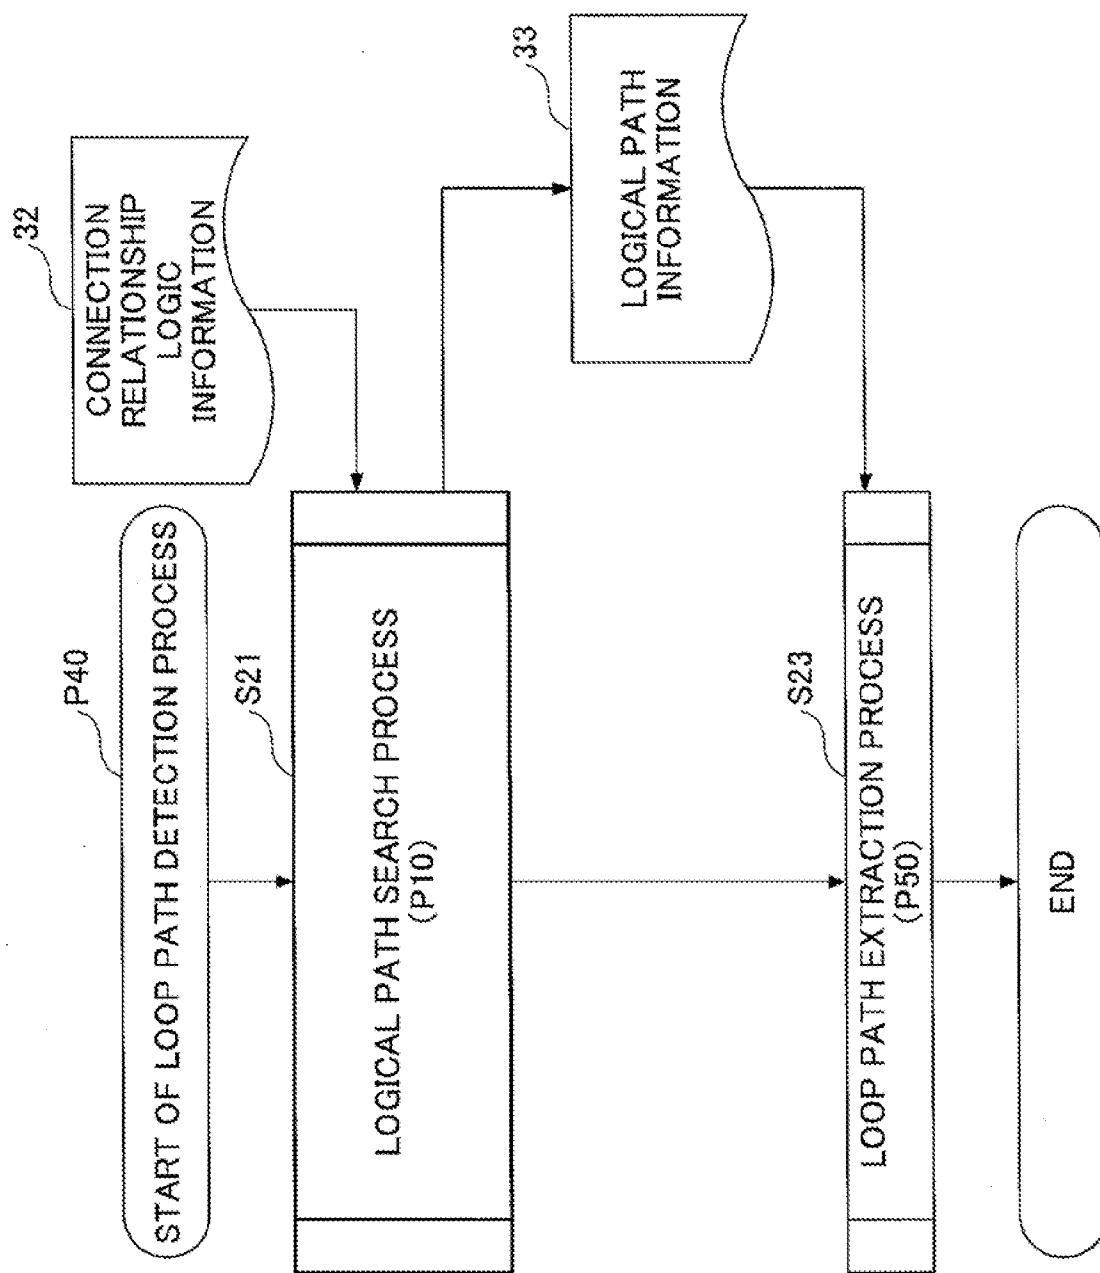 P40
START OF LOOP PATH DETECTION PROCESS
32
CONNECTION
RELATIONSHIP
LOGIC
INFORMATION
S21
LOGICAL PATH SEARCH PROCESS
(P10)
33
LOGICAL PATH
INFORMATION
S23
LOOP PATH EXTRACTION PROCESS
(P50)
END